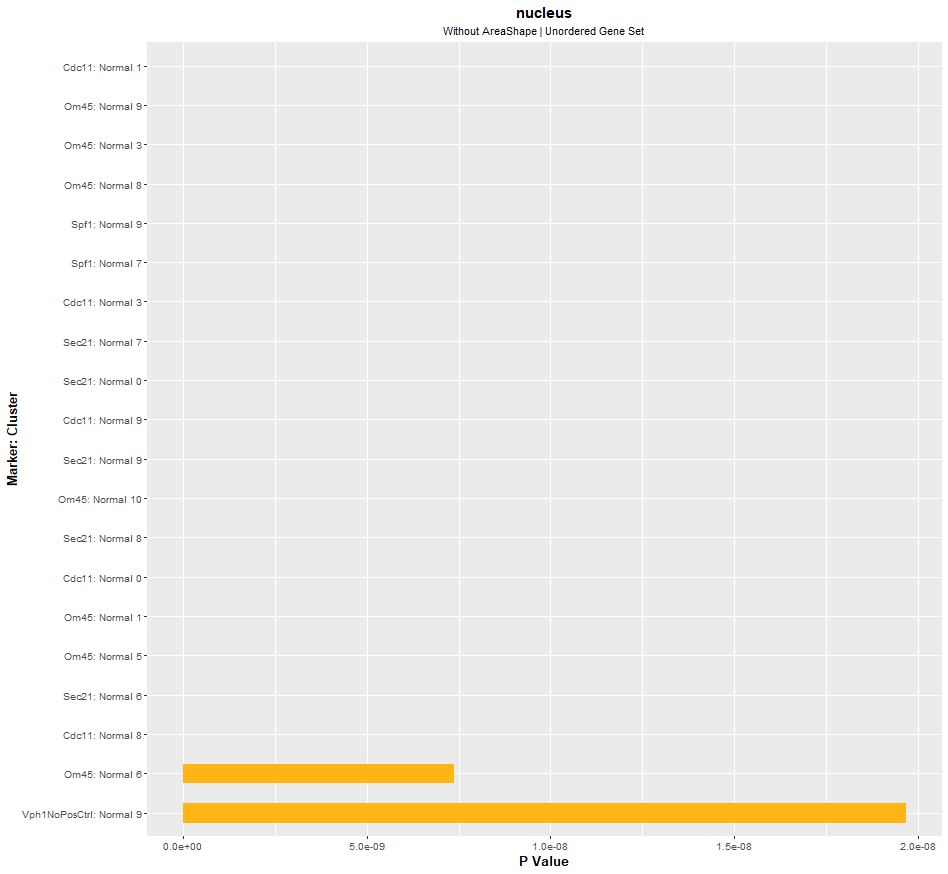 nucleus
Without AreaShape | Unordered Gene Set
Marker: Cluster
Cdc11: Normal 1
Om45: Normal 9
Om45: Normal 3
Om45: Normal 8
Spf1: Normal 9
Spf1: Normal 7
Cdc11: Normal 3
Sec21: Normal 7
Sec21: Normal 0
Cdc11: Normal 9
Sec21: Normal 9
Om45: Normal 10
Sec21: Normal 8
Cdc11: Normal 0
Om45: Normal 1
Om45: Normal 5
Sec21: Normal 6
Cdc11: Normal 8
Om45: Normal 6
Vph1NoPosCtrl: Normal 9
0.0e+00 5.0e-09 1.0e-08 1.5e-08 2.0e-08
P Value